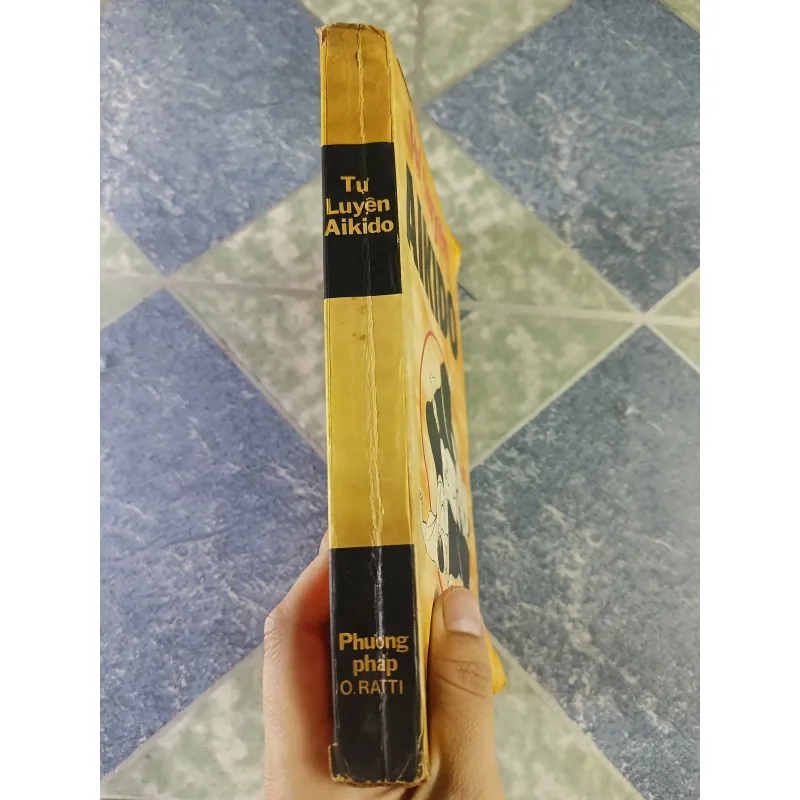 Tự
Luyện
Aikido
Phương
pháp
O. RATTI
AIKIDO